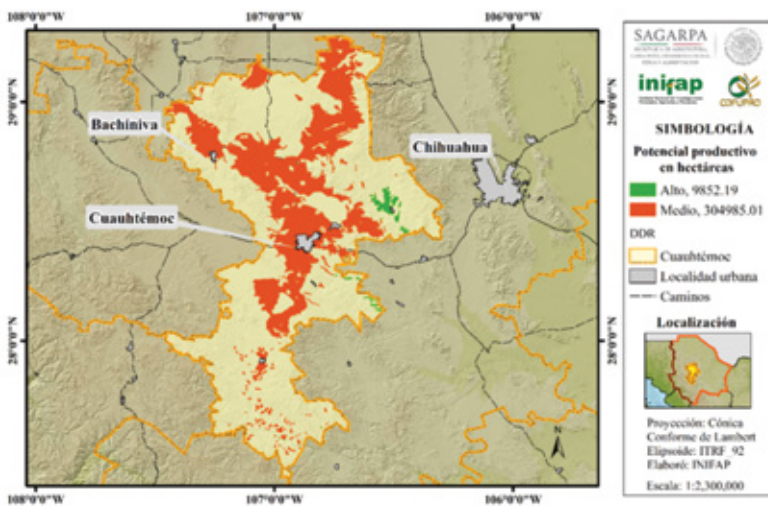 108°0'0"W 107°0'0"W 106°0'0"W
29°0'0"N
28°0'0"N
29°0'0"N
28°0'0"N
Bachíniva
Chihuahua
Cuauhtémoc
108°0'0"W 107°0'0"W 106°0'0"W
SAGARPA
inifap
COFUPRO
SIMBOLOGÍA
Potencial productivo
en hectáreas
Alto, 9852.19
Medio, 304985.01
DDR
Cuauhtémoc
Localidad urbana
Caminos
Localización
Proyección: Cónica
Conforme de Lambert
Elipsoide: ITRF_92
Elaboró: INIFAP
Escala: 1:2,300,000
N